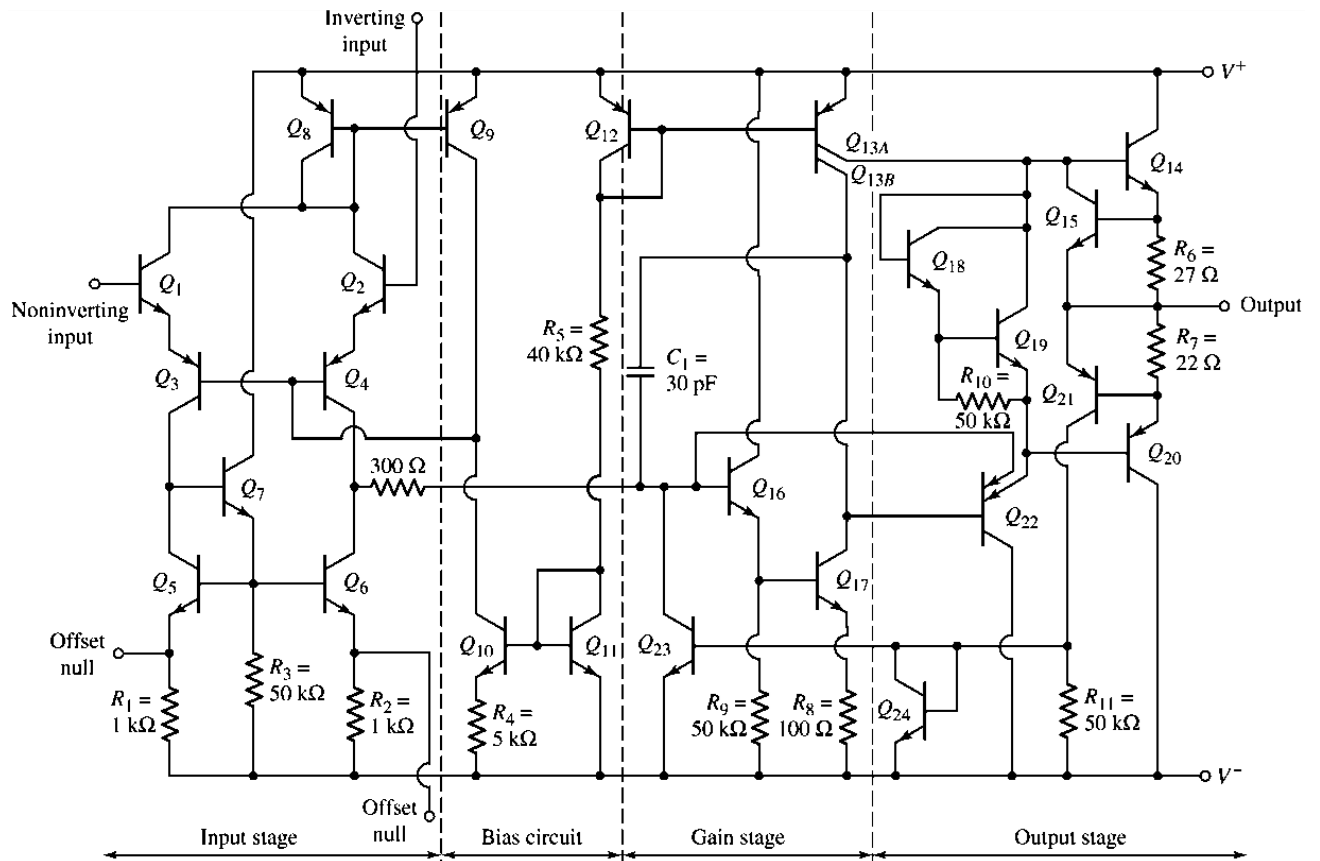 Inverting
input
V+
Q8
Q9
Q12
Q13A
Q13B
Q14
Q15
R6 =
27 Ω
Q18
Q1
Q2
Noninverting
input
Output
R5 =
40 kΩ
C1 =
30 pF
Q19
R7 =
22 Ω
Q3
Q4
R10 =
50 kΩ
Q21
Q20
300 Ω
Q7
Q16
Q22
Q5
Q6
Q17
Offset
null
Q10
Q11
Q23
R3 =
50 kΩ
R1 =
1 kΩ
R2 =
1 kΩ
R4 =
5 kΩ
R9 =
50 kΩ
R8 =
100 Ω
Q24
R11 =
50 kΩ
V−
Offset
null
Input stage
Bias circuit
Gain stage
Output stage